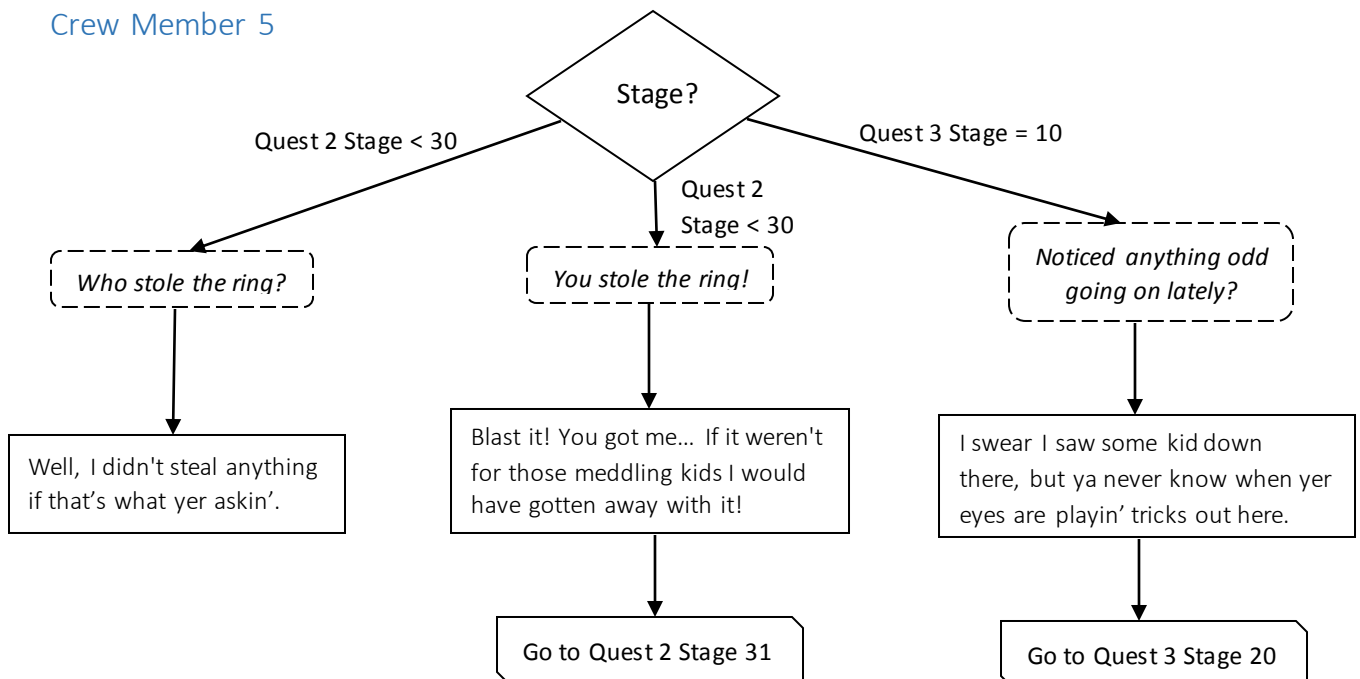 Crew Member 5
Stage?
Quest 2 Stage < 30
Quest 2
Stage < 30
Quest 3 Stage = 10
Who stole the ring?
You stole the ring!
Noticed anything odd
going on lately?
Well, I didn't steal anything
if that’s what yer askin’.
Blast it! You got me... If it weren't
for those meddling kids I would
have gotten away with it!
I swear I saw some kid down
there, but ya never know when yer
eyes are playin’ tricks out here.
Go to Quest 2 Stage 31
Go to Quest 3 Stage 20